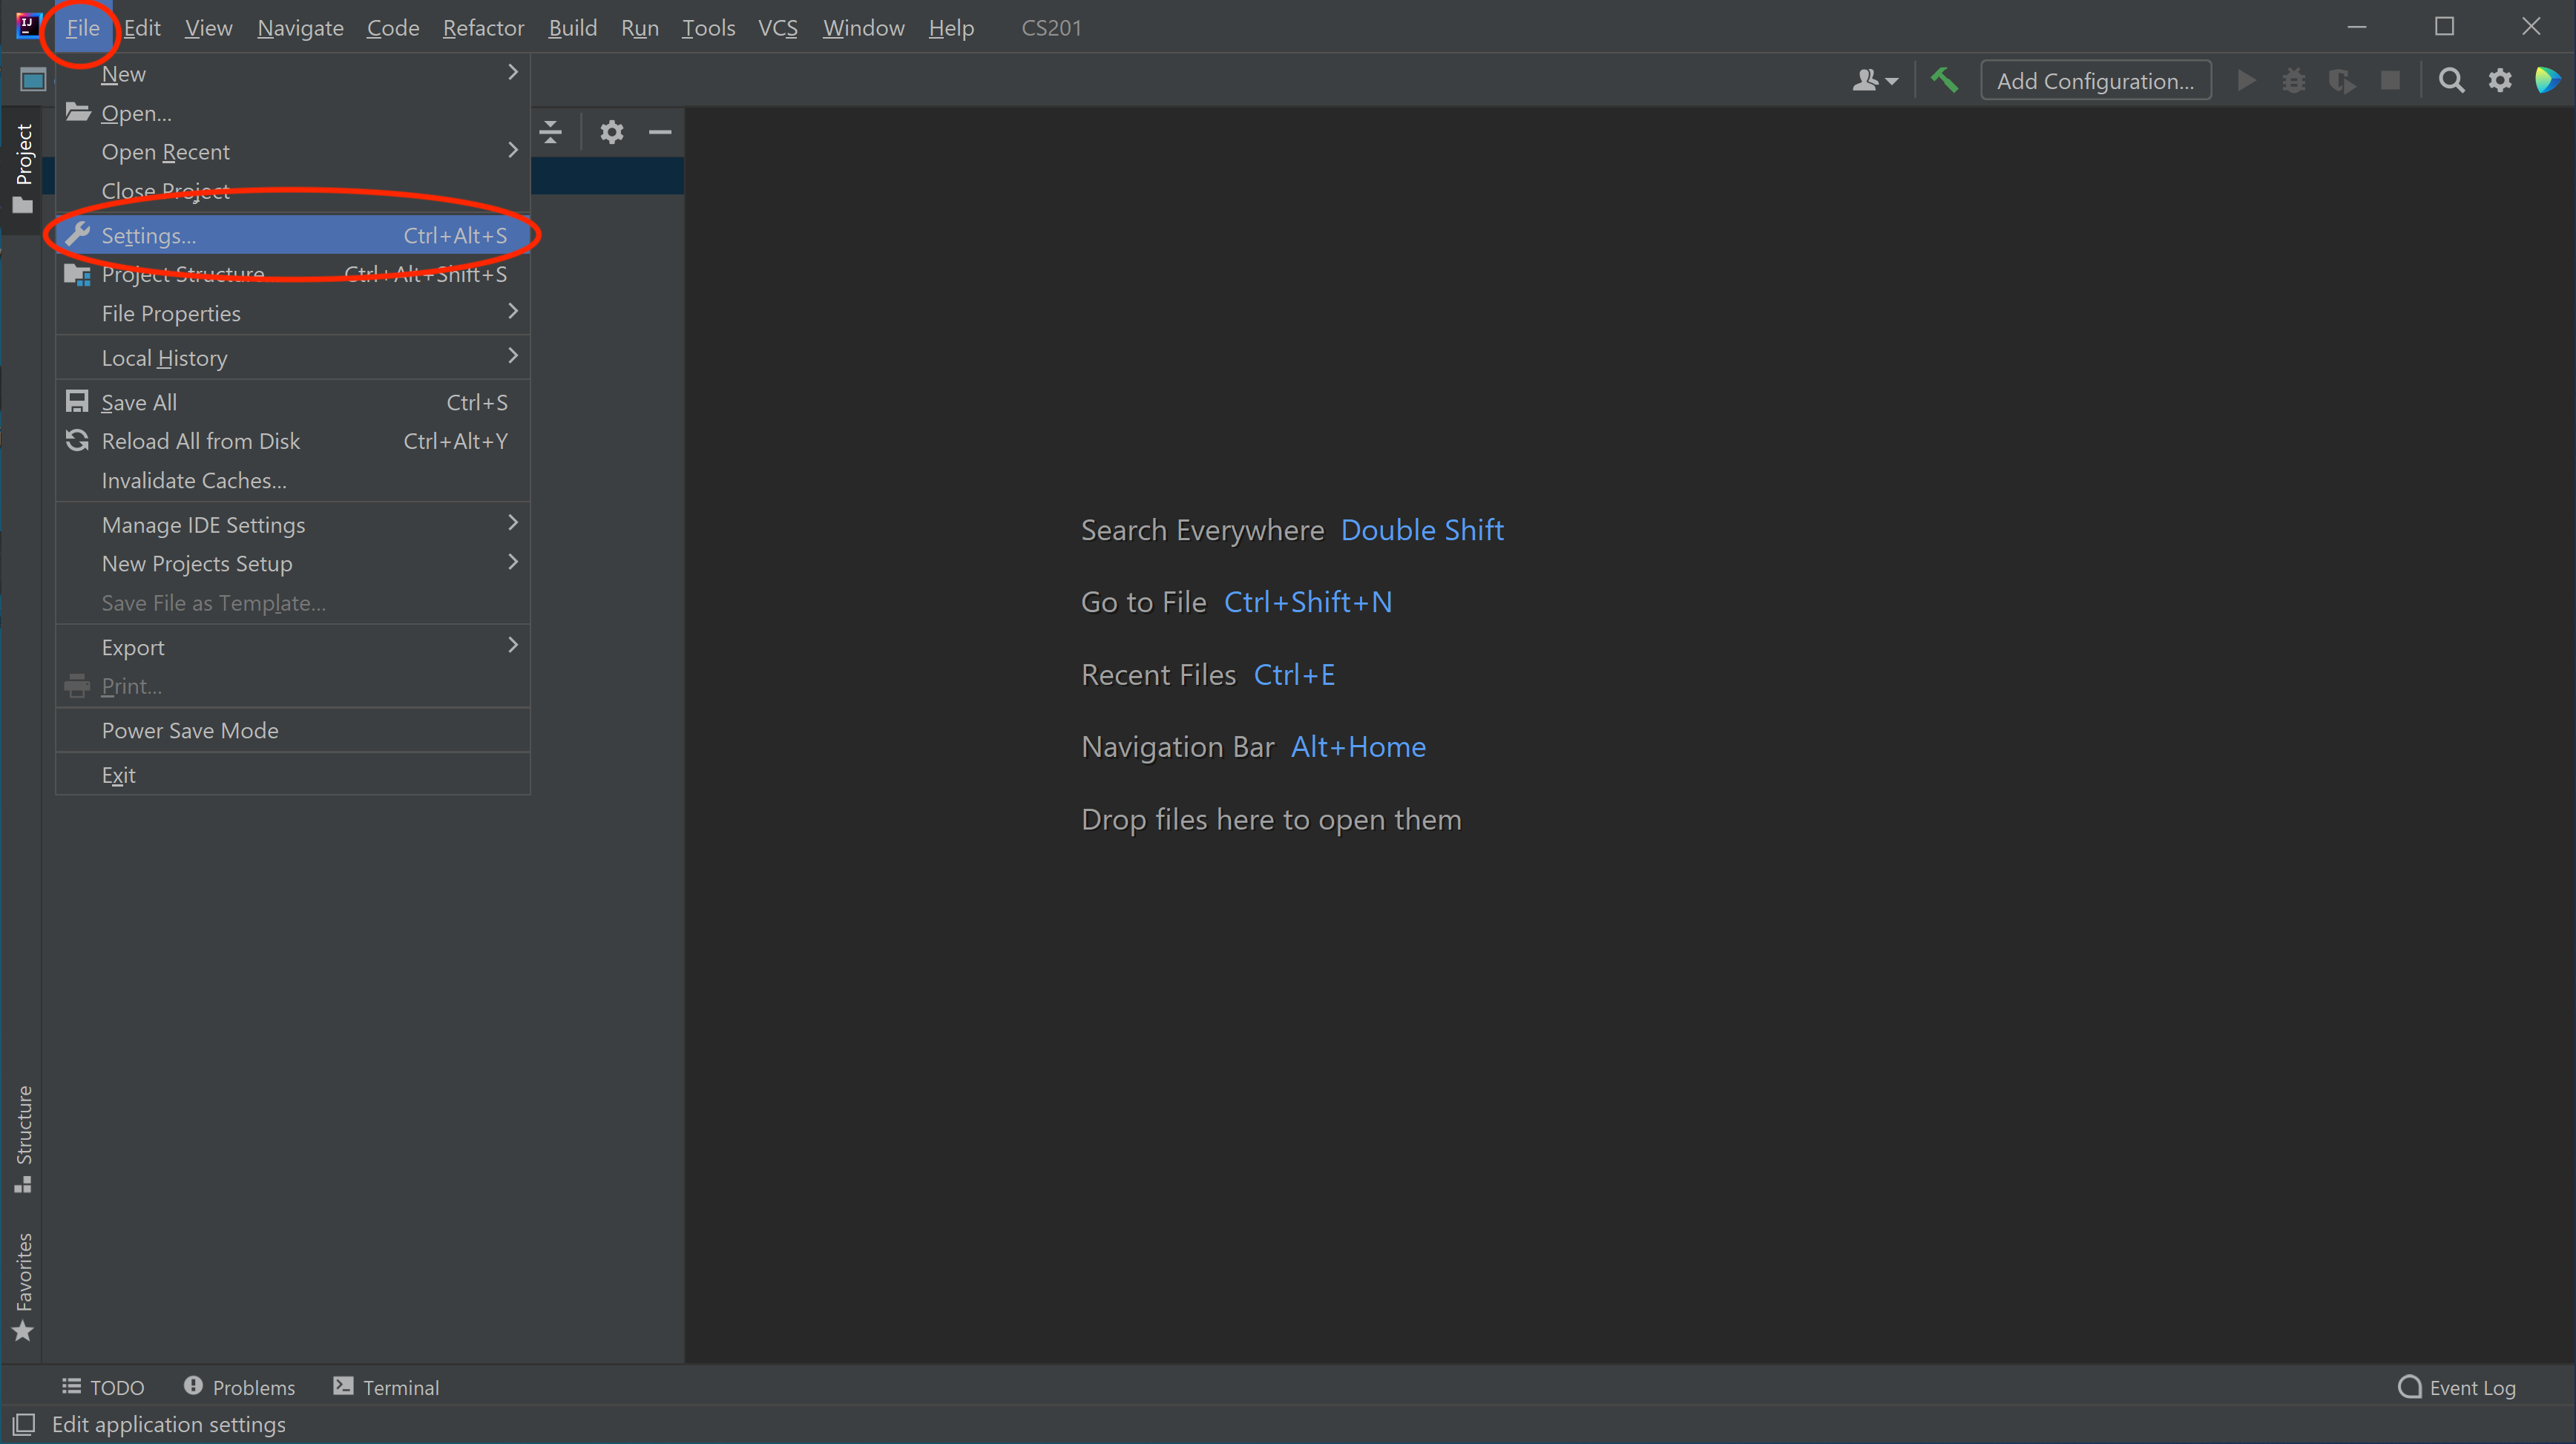 IJ
File Edit View Navigate Code Refactor Build Run Tools VCS Window Help CS201
Add Configuration...
Project
New
Open...
Open Recent
Close Project
Settings... Ctrl+Alt+S
Project Structure... Ctrl+Alt+Shift+S
File Properties
Local History
Save All Ctrl+S
Reload All from Disk Ctrl+Alt+Y
Invalidate Caches...
Manage IDE Settings
New Projects Setup
Save File as Template...
Export
Print...
Power Save Mode
Exit
Search Everywhere Double Shift
Go to File Ctrl+Shift+N
Recent Files Ctrl+E
Navigation Bar Alt+Home
Drop files here to open them
Structure
Favorites
TODO Problems Terminal Event Log
Edit application settings